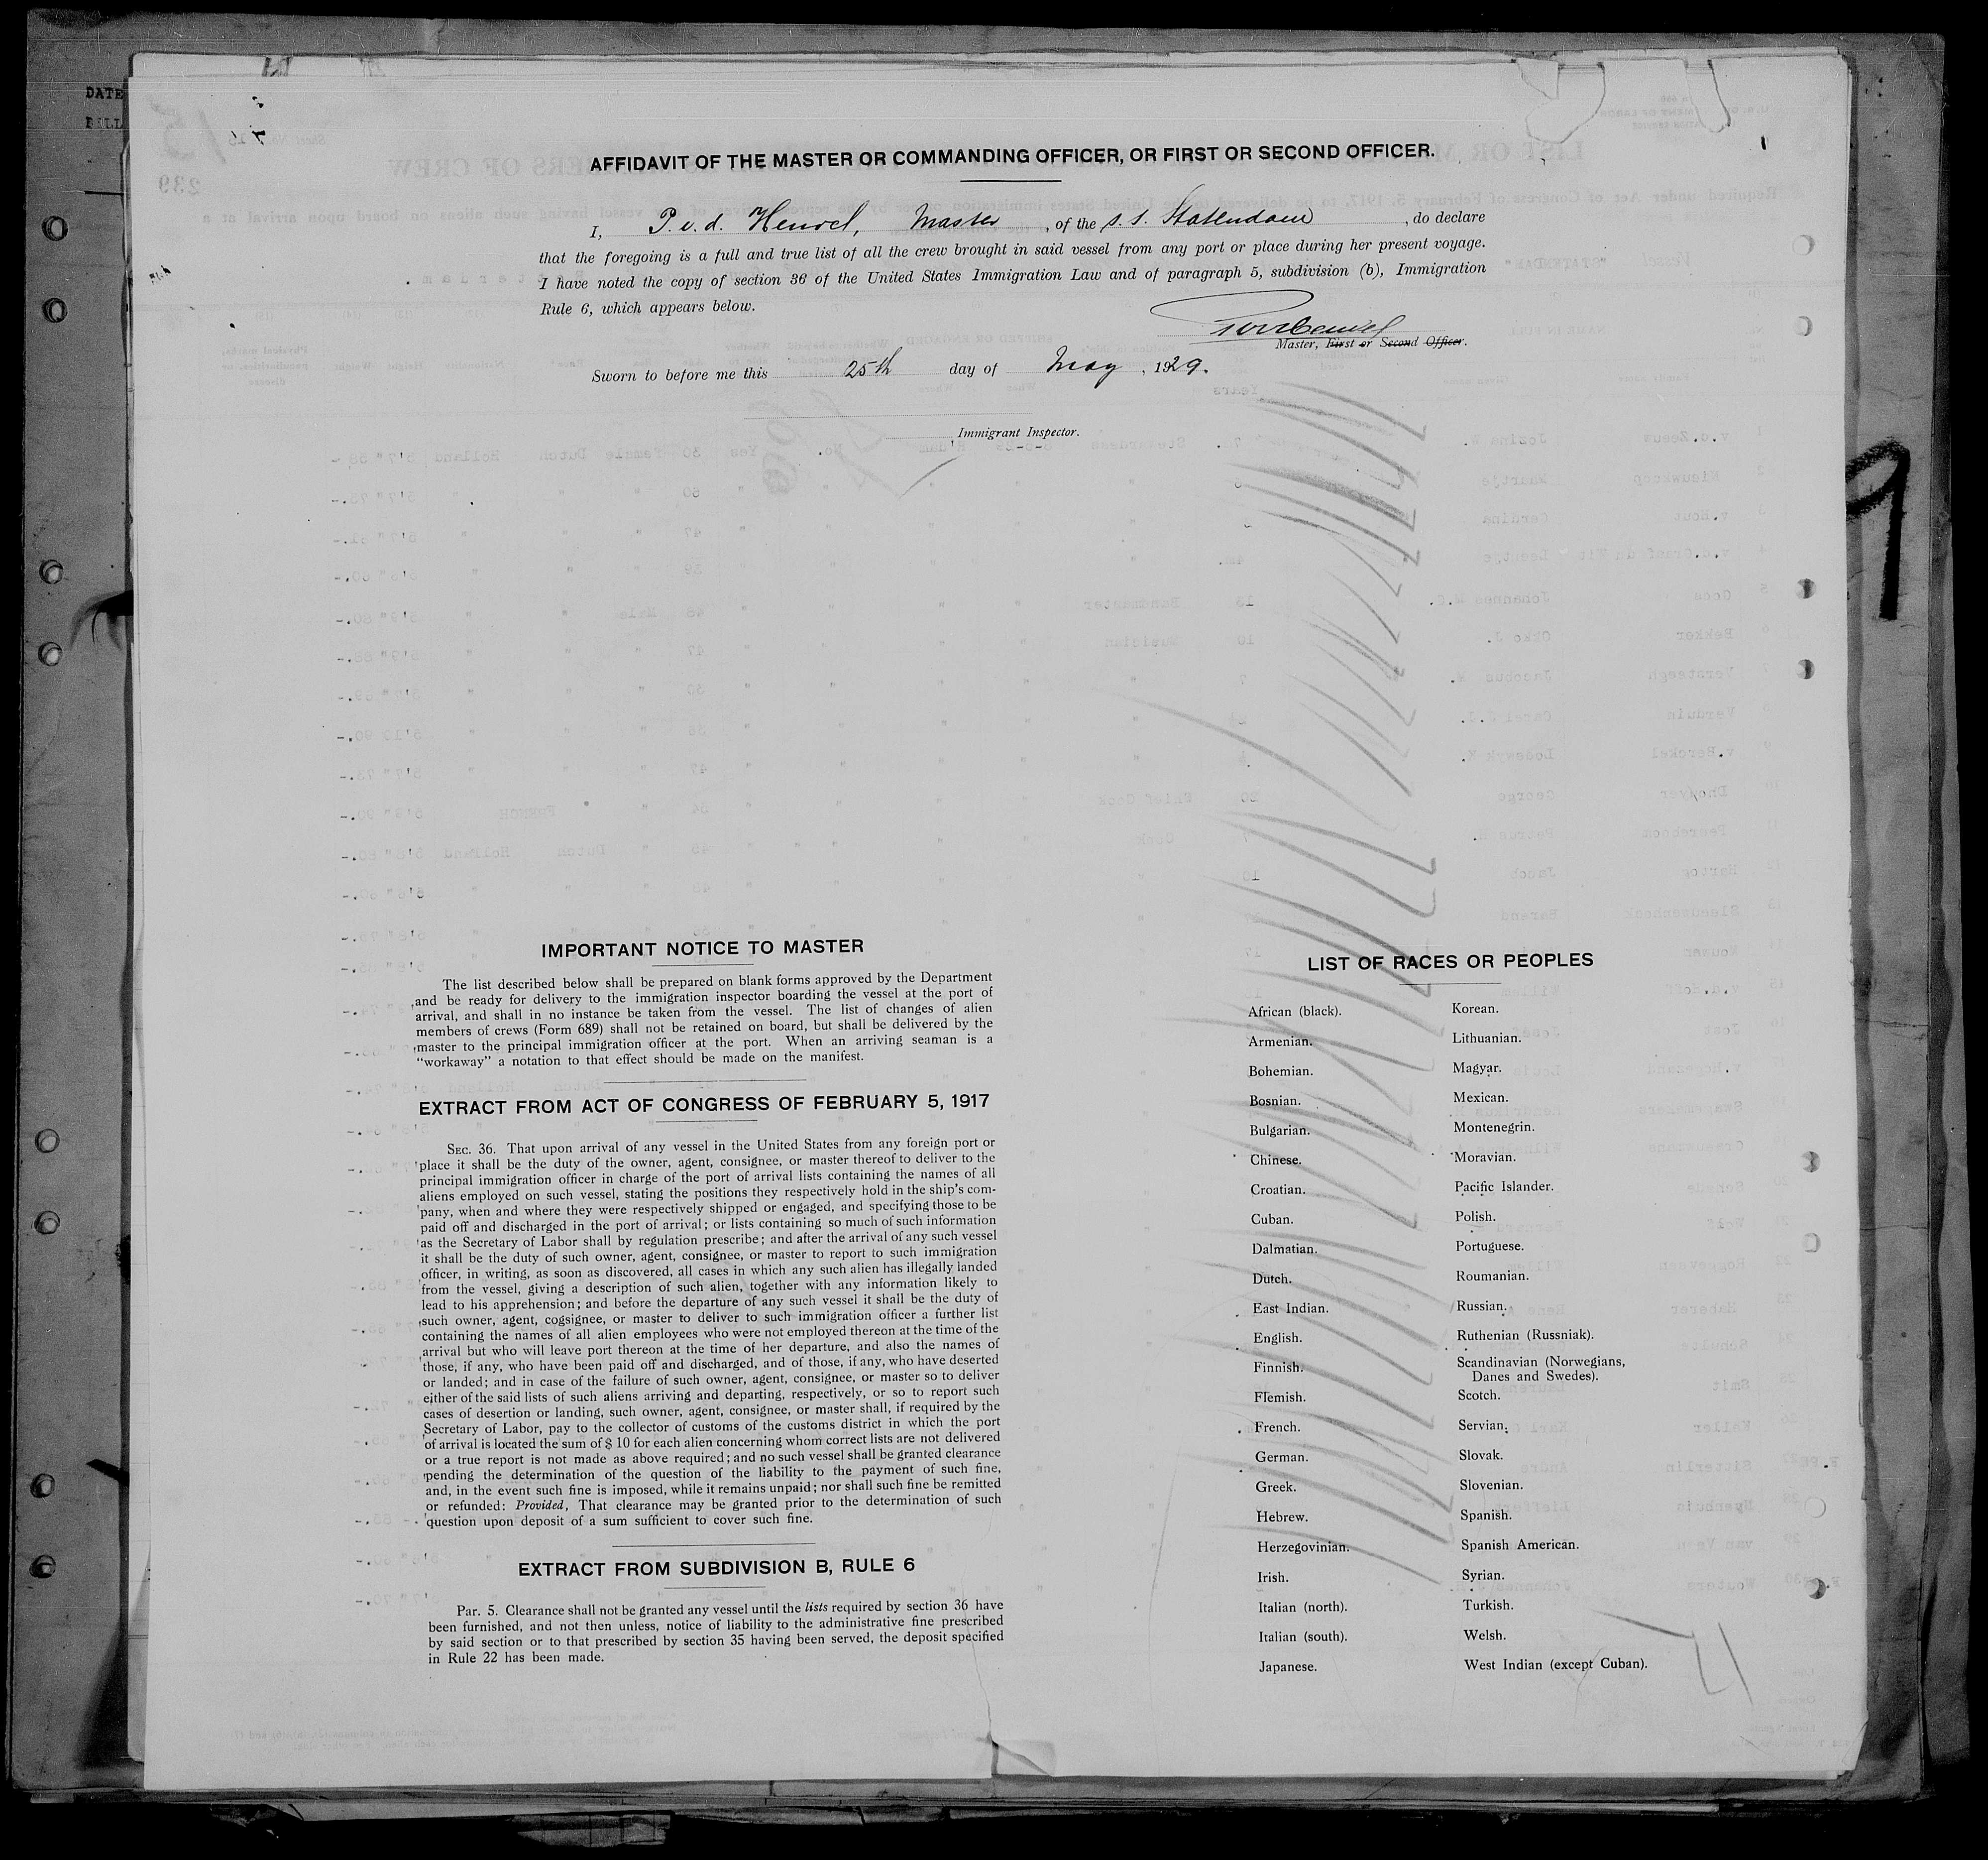 DATE
AFFIDAVIT OF THE MASTER OR COMMANDING OFFICER, OR FIRST OR SECOND OFFICER.
I, P. v. d. Heuvel, Master, of the s.s. Statendam, do declare
that the foregoing is a full and true list of all the crew brought in said vessel from any port or place during her present voyage.
I have noted the copy of section 36 of the United States Immigration Law and of paragraph 5, subdivision (b), Immigration
Rule 6, which appears below.
Master, First or Second Officer.
Sworn to before me this 25th day of May, 1929.
Immigrant Inspector.
IMPORTANT NOTICE TO MASTER
The list described below shall be prepared on blank forms approved by the Department
and be ready for delivery to the immigration inspector boarding the vessel at the port of
arrival, and shall in no instance be taken from the vessel. The list of changes of alien
members of crews (Form 689) shall not be retained on board, but shall be delivered by the
master to the principal immigration officer at the port. When an arriving seaman is a
“workaway” a notation to that effect should be made on the manifest.
EXTRACT FROM ACT OF CONGRESS OF FEBRUARY 5, 1917
SEC. 36. That upon arrival of any vessel in the United States from any foreign port or
place it shall be the duty of the owner, agent, consignee, or master thereof to deliver to the
principal immigration officer in charge of the port of arrival lists containing the names of all
aliens employed on such vessel, stating the positions they respectively hold in the ship’s com-
pany, when and where they were respectively shipped or engaged, and specifying those to be
paid off and discharged in the port of arrival; or lists containing so much of such information
as the Secretary of Labor shall by regulation prescribe; and after the arrival of any such vessel
it shall be the duty of such owner, agent, consignee, or master to report to such immigration
officer, in writing, as soon as discovered, all cases in which any such alien has illegally landed
from the vessel, giving a description of such alien, together with any information likely to
lead to his apprehension; and before the departure of any such vessel it shall be the duty of
such owner, agent, cogsignee, or master to deliver to such immigration officer a further list
containing the names of all alien employees who were not employed thereon at the time of the
arrival but who will leave port thereon at the time of her departure, and also the names of
those, if any, who have been paid off and discharged, and of those, if any, who have deserted
or landed; and in case of the failure of such owner, agent, consignee, or master so to deliver
either of the said lists of such aliens arriving and departing, respectively, or so to report such
cases of desertion or landing, such owner, agent, consignee, or master shall, if required by the
Secretary of Labor, pay to the collector of customs of the customs district in which the port
of arrival is located the sum of $ 10 for each alien concerning whom correct lists are not delivered
or a true report is not made as above required; and no such vessel shall be granted clearance
pending the determination of the question of the liability to the payment of such fine,
and, in the event such fine is imposed, while it remains unpaid; nor shall such fine be remitted
or refunded: Provided, That clearance may be granted prior to the determination of such
question upon deposit of a sum sufficient to cover such fine.
EXTRACT FROM SUBDIVISION B, RULE 6
Par. 5. Clearance shall not be granted any vessel until the lists required by section 36 have
been furnished, and not then unless, notice of liability to the administrative fine prescribed
by said section or to that prescribed by section 35 having been served, the deposit specified
in Rule 22 has been made.
LIST OF RACES OR PEOPLES
African (black).
Armenian.
Bohemian.
Bosnian.
Bulgarian.
Chinese.
Croatian.
Cuban.
Dalmatian.
Dutch.
East Indian.
English.
Finnish.
Flemish.
French.
German.
Greek.
Hebrew.
Herzegovinian.
Irish.
Italian (north).
Italian (south).
Japanese.
Korean.
Lithuanian.
Magyar.
Mexican.
Montenegrin.
Moravian.
Pacific Islander.
Polish.
Portuguese.
Roumanian.
Russian.
Ruthenian (Russniak).
Scandinavian (Norwegians,
Danes and Swedes).
Scotch.
Servian.
Slovak.
Slovenian.
Spanish.
Spanish American.
Syrian.
Turkish.
Welsh.
West Indian (except Cuban).